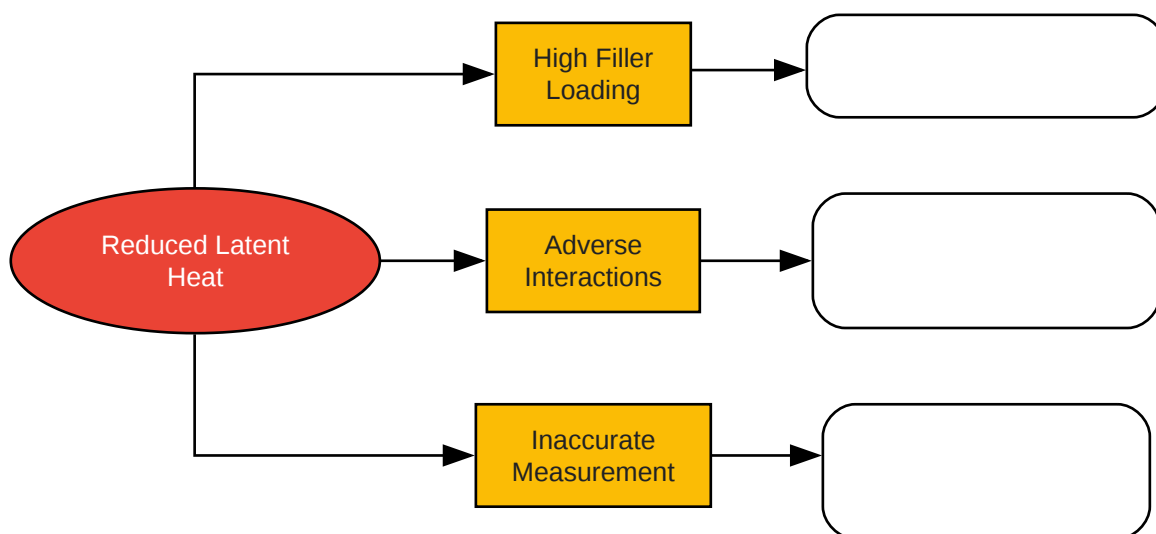 High Filler
Loading
Reduced Latent
Heat
Adverse
Interactions
Inaccurate
Measurement